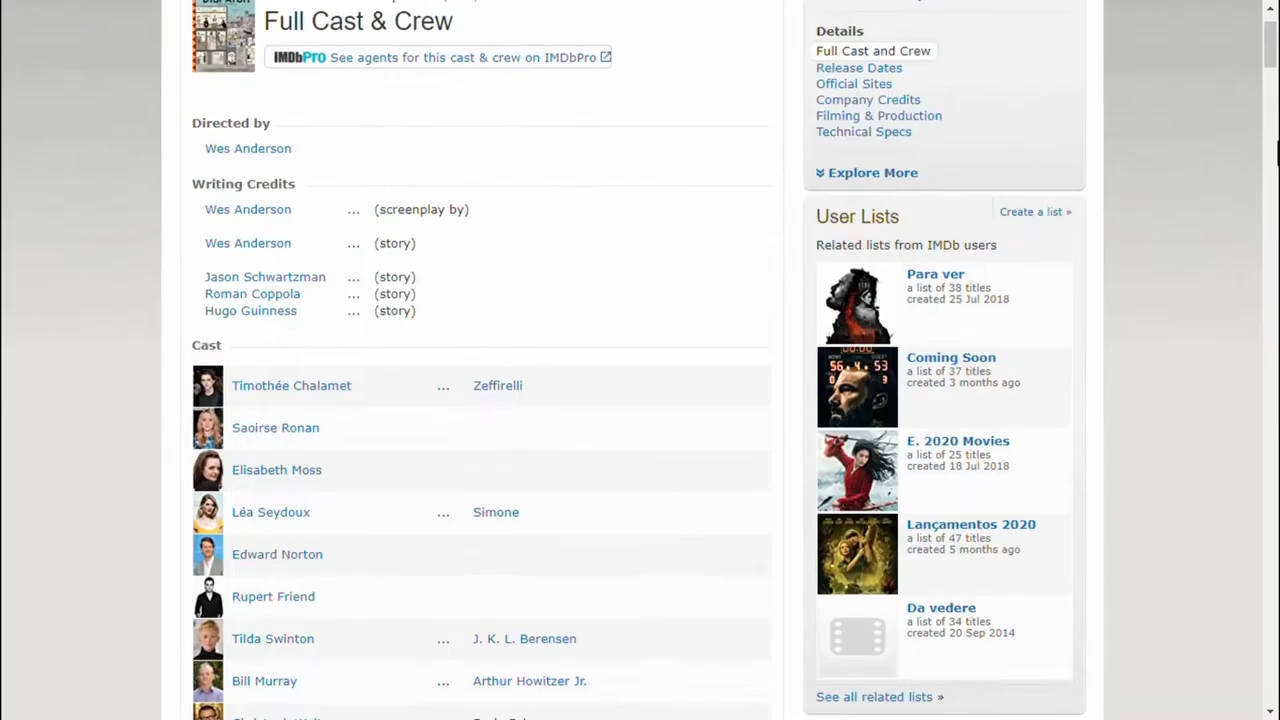 DISPATCH
Full Cast & Crew
IMDbPro See agents for this cast & crew on IMDbPro
Directed by
Wes Anderson
Writing Credits
Wes Anderson ... (screenplay by)
Wes Anderson ... (story)
Jason Schwartzman ... (story)
Roman Coppola ... (story)
Hugo Guinness ... (story)
Cast
Timothée Chalamet ... Zeffirelli
Saoirse Ronan
Elisabeth Moss
Léa Seydoux ... Simone
Edward Norton
Rupert Friend
Tilda Swinton ... J. K. L. Berensen
Bill Murray ... Arthur Howitzer Jr.
Details
Full Cast and Crew
Release Dates
Official Sites
Company Credits
Filming & Production
Technical Specs
Explore More
User Lists
Create a list »
Related lists from IMDb users
Para ver
a list of 38 titles
created 25 Jul 2018
Coming Soon
a list of 37 titles
created 3 months ago
E. 2020 Movies
a list of 25 titles
created 18 Jul 2018
Lançamentos 2020
a list of 47 titles
created 5 months ago
Da vedere
a list of 34 titles
created 20 Sep 2014
See all related lists »